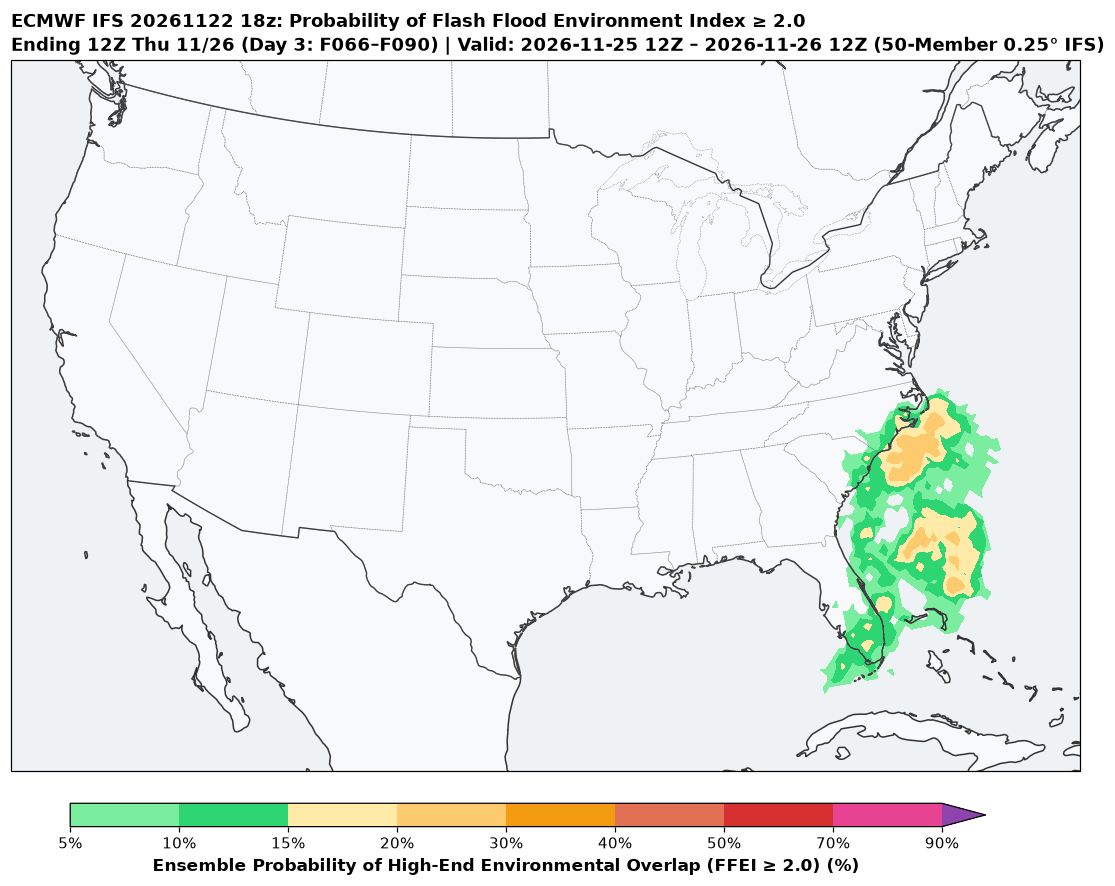 ECMWF IFS 20261122 18z: Probability of Flash Flood Environment Index ≥ 2.0
Ending 12Z Thu 11/26 (Day 3: F066–F090) | Valid: 2026-11-25 12Z – 2026-11-26 12Z (50-Member 0.25° IFS)
5% 10% 15% 20% 30% 40% 50% 70% 90%
Ensemble Probability of High-End Environmental Overlap (FFEI ≥ 2.0) (%)